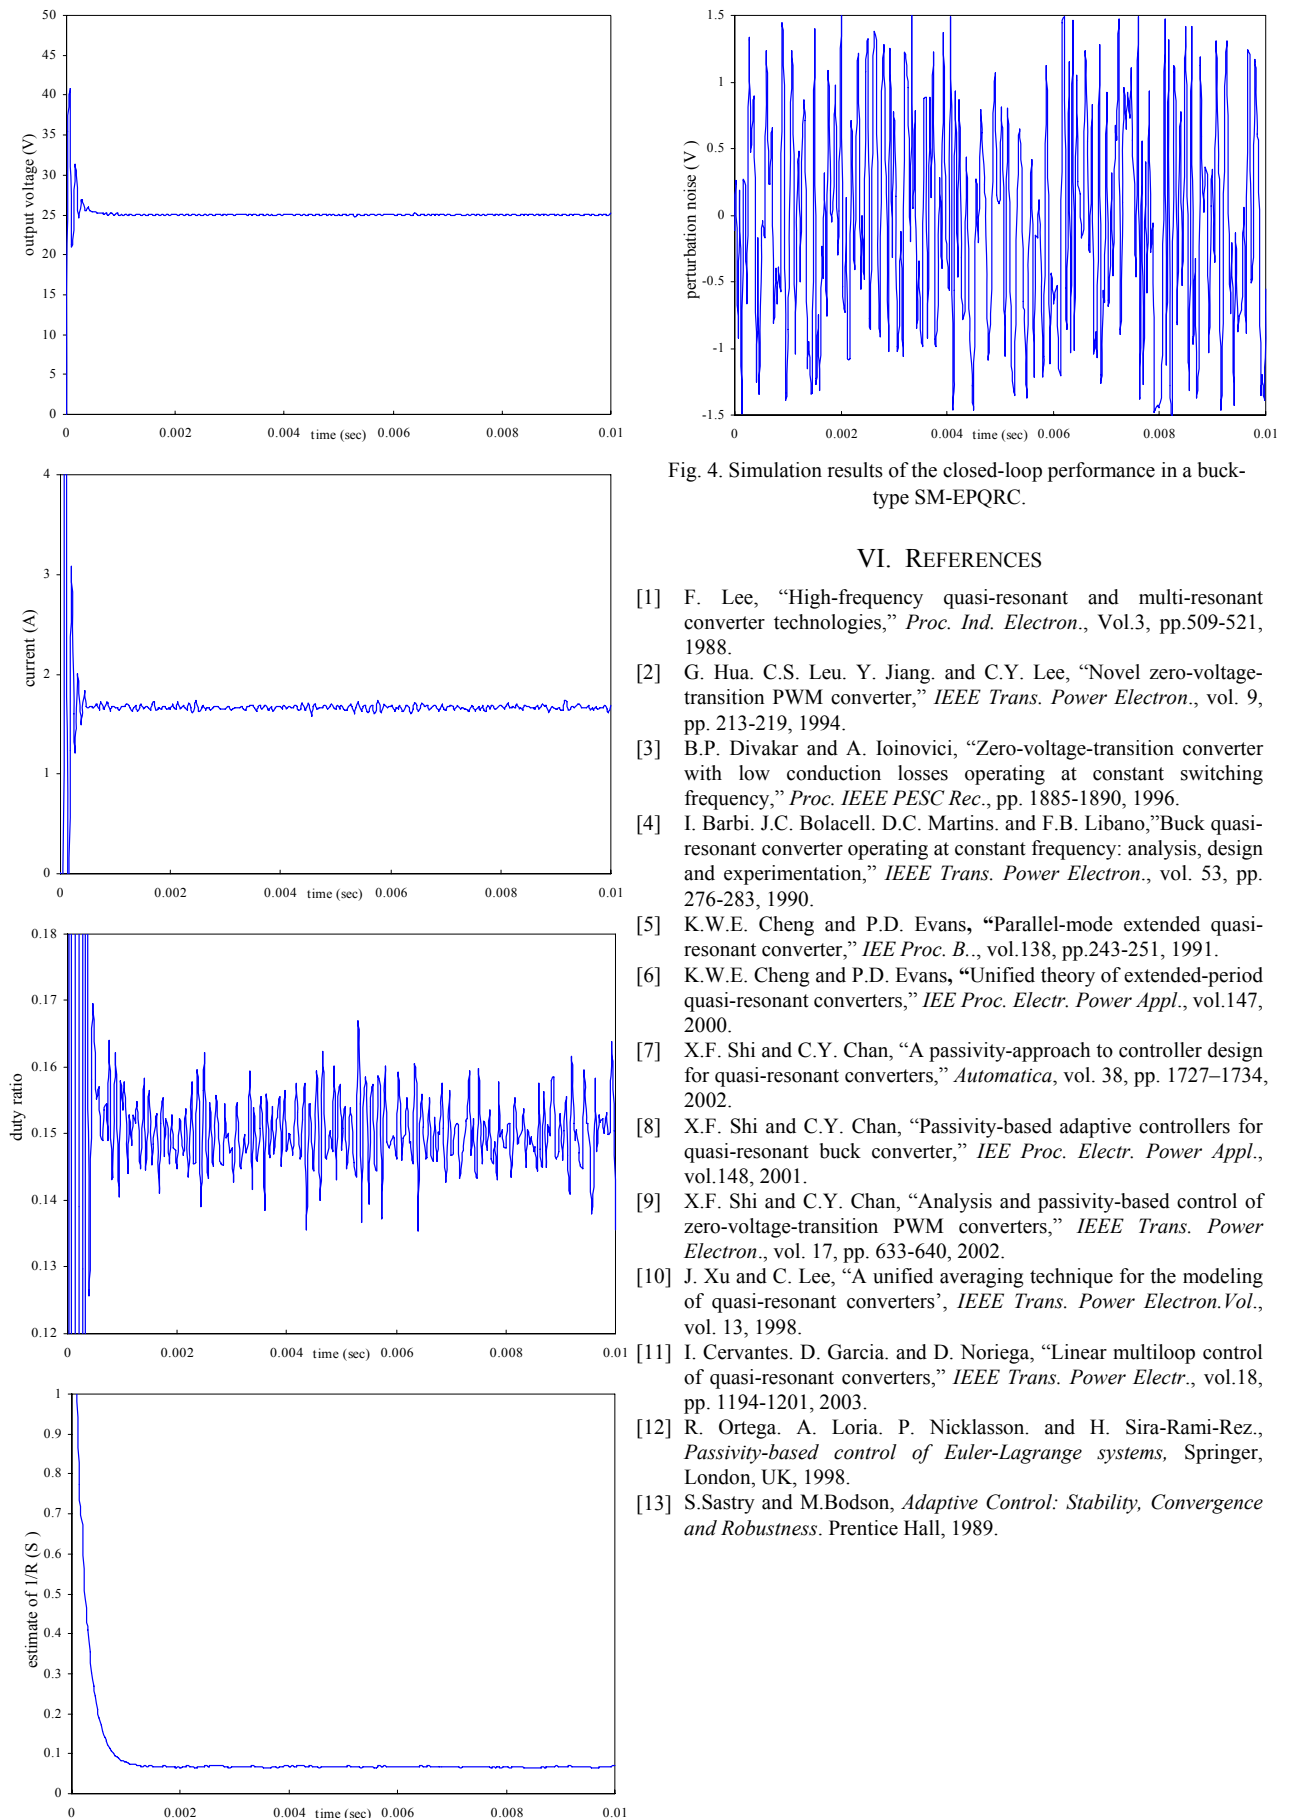 50
45
40
35
30
25
20
15
10
5
0
output voltage (V)
0
0.002
0.004
time (sec)
0.006
0.008
0.01
4
3
2
1
0
current (A)
0
0.002
0.004
time (sec)
0.006
0.008
0.01
0.18
0.17
0.16
0.15
0.14
0.13
0.12
duty ratio
0
0.002
0.004
time (sec)
0.006
0.008
0.01
1
0.9
0.8
0.7
0.6
0.5
0.4
0.3
0.2
0.1
0
estimate of 1/R (S )
0
0.002
0.004
time (sec)
0.006
0.008
0.01
1.5
1
0.5
0
-0.5
-1
-1.5
perturbation noise (V )
0
0.002
0.004
time (sec)
0.006
0.008
0.01
Fig. 4. Simulation results of the closed-loop performance in a buck-
type SM-EPQRC.
VI. REFERENCES
[1] F. Lee, “High-frequency quasi-resonant and multi-resonant
converter technologies,” Proc. Ind. Electron., Vol.3, pp.509-521,
1988.
[2] G. Hua. C.S. Leu. Y. Jiang. and C.Y. Lee, “Novel zero-voltage-
transition PWM converter,” IEEE Trans. Power Electron., vol. 9,
pp. 213-219, 1994.
[3] B.P. Divakar and A. Ioinovici, “Zero-voltage-transition converter
with low conduction losses operating at constant switching
frequency,” Proc. IEEE PESC Rec., pp. 1885-1890, 1996.
[4] I. Barbi. J.C. Bolacell. D.C. Martins. and F.B. Libano,”Buck quasi-
resonant converter operating at constant frequency: analysis, design
and experimentation,” IEEE Trans. Power Electron., vol. 53, pp.
276-283, 1990.
[5] K.W.E. Cheng and P.D. Evans, “Parallel-mode extended quasi-
resonant converter,” IEE Proc. B.., vol.138, pp.243-251, 1991.
[6] K.W.E. Cheng and P.D. Evans, “Unified theory of extended-period
quasi-resonant converters,” IEE Proc. Electr. Power Appl., vol.147,
2000.
[7] X.F. Shi and C.Y. Chan, “A passivity-approach to controller design
for quasi-resonant converters,” Automatica, vol. 38, pp. 1727–1734,
2002.
[8] X.F. Shi and C.Y. Chan, “Passivity-based adaptive controllers for
quasi-resonant buck converter,” IEE Proc. Electr. Power Appl.,
vol.148, 2001.
[9] X.F. Shi and C.Y. Chan, “Analysis and passivity-based control of
zero-voltage-transition PWM converters,” IEEE Trans. Power
Electron., vol. 17, pp. 633-640, 2002.
[10] J. Xu and C. Lee, “A unified averaging technique for the modeling
of quasi-resonant converters’, IEEE Trans. Power Electron.Vol.,
vol. 13, 1998.
[11] I. Cervantes. D. Garcia. and D. Noriega, “Linear multiloop control
of quasi-resonant converters,” IEEE Trans. Power Electr., vol.18,
pp. 1194-1201, 2003.
[12] R. Ortega. A. Loria. P. Nicklasson. and H. Sira-Rami-Rez.,
Passivity-based control of Euler-Lagrange systems, Springer,
London, UK, 1998.
[13] S.Sastry and M.Bodson, Adaptive Control: Stability, Convergence
and Robustness. Prentice Hall, 1989.